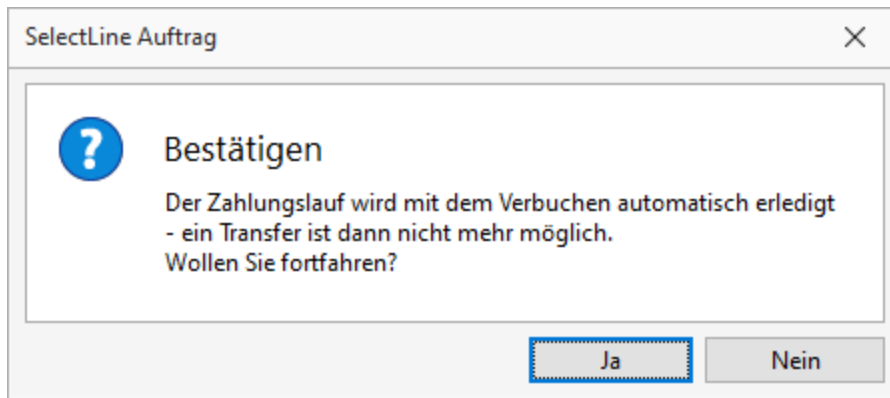 SelectLine Auftrag
Bestätigen
Der Zahlungslauf wird mit dem Verbuchen automatisch erledigt
- ein Transfer ist dann nicht mehr möglich.
Wollen Sie fortfahren?
Ja
Nein